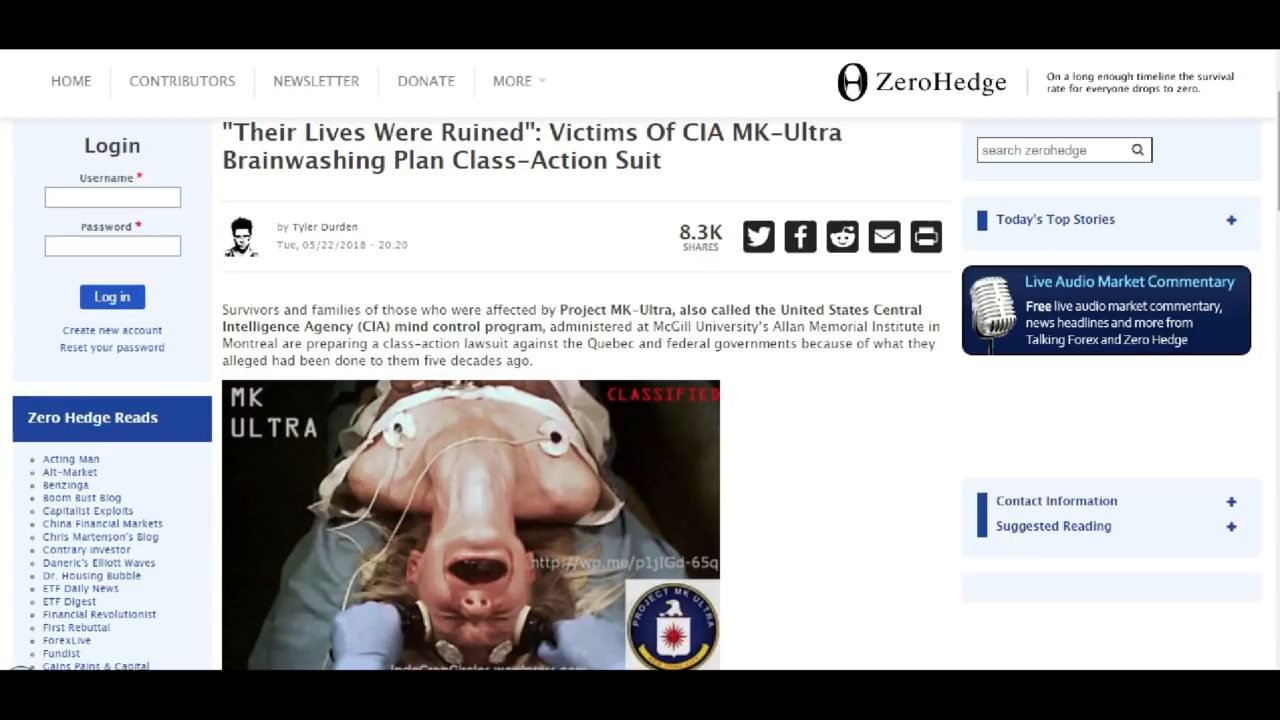 HOME
CONTRIBUTORS
NEWSLETTER
DONATE
MORE
ZeroHedge
On a long enough timeline the survival
rate for everyone drops to zero.
Login
Username *
Password *
Log in
Create new account
Reset your password
Zero Hedge Reads
Acting Man
Alt-Market
Benzinga
Boom Bust Blog
Capitalist Exploits
China Financial Markets
Chris Martenson's Blog
Contrary Investor
Daneric's Elliott Waves
Dr. Housing Bubble
ETF Daily News
ETF Digest
Financial Revolutionist
First Rebuttal
ForexLive
Fundist
Gains Pains & Capital
"Their Lives Were Ruined": Victims Of CIA MK-Ultra
Brainwashing Plan Class-Action Suit
by Tyler Durden
Tue, 05/22/2018 - 20:20
8.3K
SHARES
Survivors and families of those who were affected by Project MK-Ultra, also called the United States Central
Intelligence Agency (CIA) mind control program, administered at McGill University's Allan Memorial Institute in
Montreal are preparing a class-action lawsuit against the Quebec and federal governments because of what they
alleged had been done to them five decades ago.
MK
ULTRA
CLASSIFIED
http://wp.me/p1jIGd-65q
PROJECT MK ULTRA
search zerohedge
Today's Top Stories
Live Audio Market Commentary
Free live audio market commentary,
news headlines and more from
Talking Forex and Zero Hedge
Contact Information
Suggested Reading